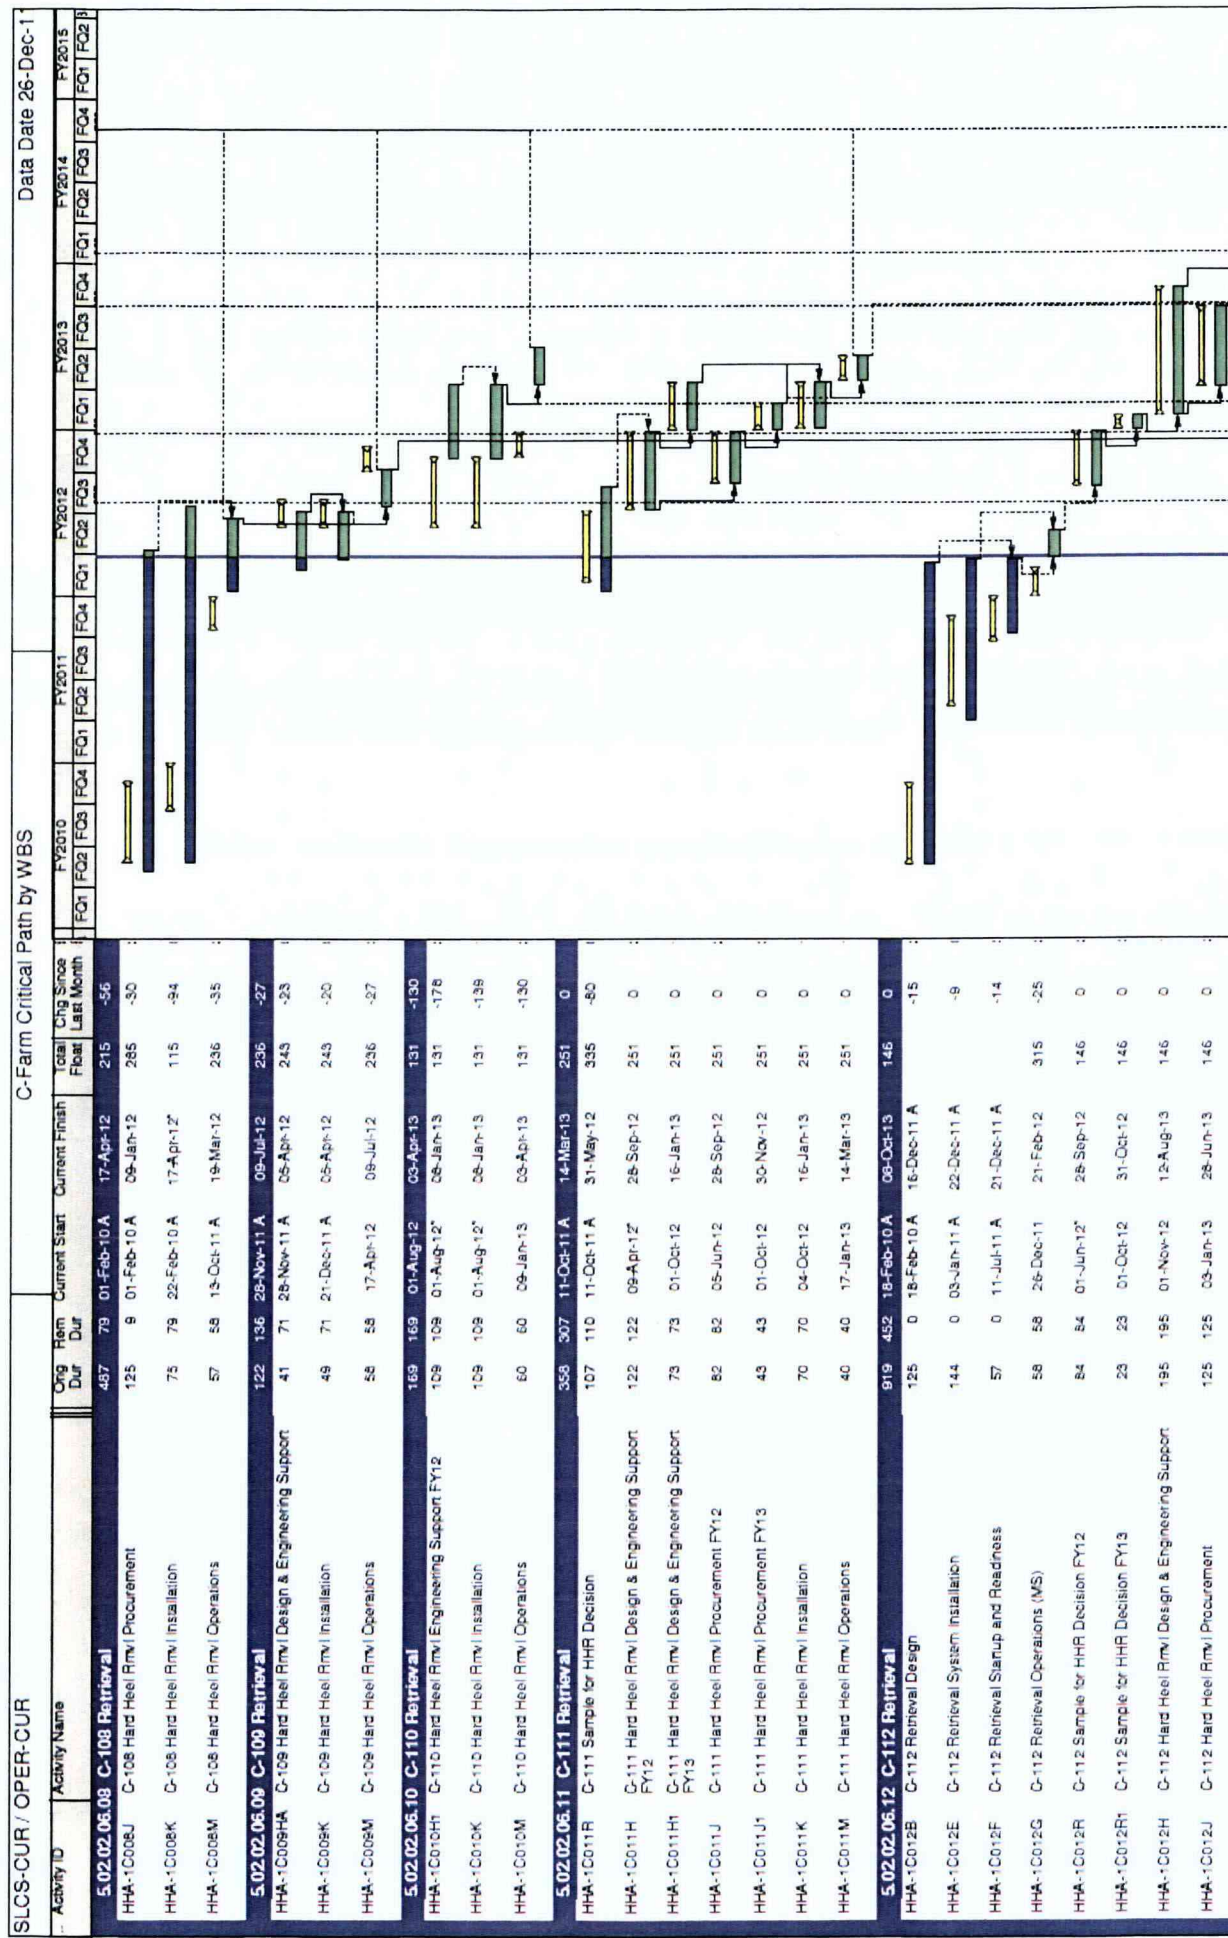 SLCS-CUR / OPER-CUR C-Farm Critical Path by WBS Data Date 26-Dec-11
Activity ID Activity Name Orig Dur Rem Dur Current Start Current Finish Total Float Chg Since Last Month
FY2010 FY2011 FY2012 FY2013 FY2014 FY2015
FQ1 FQ2 FQ3 FQ4 FQ1 FQ2 FQ3 FQ4 FQ1 FQ2 FQ3 FQ4 FQ1 FQ2 FQ3 FQ4 FQ1 FQ2 FQ3 FQ4 FQ1 FQ2
5.02.02.06.08 C-108 Retrieval 487 79 01-Feb-10 A 17-Apr-12 215 -56
HHA-1C008J C-108 Hard Heel Rmvl Procurement 125 9 01-Feb-10 A 09-Jan-12 285 -30
HHA-1C008K C-108 Hard Heel Rmvl Installation 75 79 22-Feb-10 A 17-Apr-12* 115 -94
HHA-1C008M C-108 Hard Heel Rmvl Operations 57 58 13-Oct-11 A 19-Mar-12 236 -35
5.02.02.06.09 C-109 Retrieval 122 136 28-Nov-11 A 09-Jul-12 236 -27
HHA-1C009HA C-109 Hard Heel Rmvl Design & Engineering Support 41 71 28-Nov-11 A 05-Apr-12 243 -23
HHA-1C009K C-109 Hard Heel Rmvl Installation 49 71 21-Dec-11 A 05-Apr-12 243 -20
HHA-1C009M C-109 Hard Heel Rmvl Operations 58 58 17-Apr-12 09-Jul-12 236 -27
5.02.02.06.10 C-110 Retrieval 169 169 01-Aug-12 03-Apr-13 131 -130
HHA-1C010H1 C-110 Hard Heel Rmvl Engineering Support FY12 109 109 01-Aug-12* 08-Jan-13 131 -178
HHA-1C010K C-110 Hard Heel Rmvl Installation 109 109 01-Aug-12* 08-Jan-13 131 -139
HHA-1C010M C-110 Hard Heel Rmvl Operations 60 60 09-Jan-13 03-Apr-13 131 -130
5.02.02.06.11 C-111 Retrieval 358 307 11-Oct-11 A 14-Mar-13 251 0
HHA-1C011R C-111 Sample for HHR Decision 107 110 11-Oct-11 A 31-May-12 335 -80
HHA-1C011H C-111 Hard Heel Rmvl Design & Engineering Support FY12 122 122 09-Apr-12* 28-Sep-12 251 0
HHA-1C011H1 C-111 Hard Heel Rmvl Design & Engineering Support FY13 73 73 01-Oct-12 16-Jan-13 251 0
HHA-1C011J C-111 Hard Heel Rmvl Procurement FY12 82 82 05-Jun-12 28-Sep-12 251 0
HHA-1C011J1 C-111 Hard Heel Rmvl Procurement FY13 43 43 01-Oct-12 30-Nov-12 251 0
HHA-1C011K C-111 Hard Heel Rmvl Installation 70 70 04-Oct-12 16-Jan-13 251 0
HHA-1C011M C-111 Hard Heel Rmvl Operations 40 40 17-Jan-13 14-Mar-13 251 0
5.02.02.06.12 C-112 Retrieval 919 452 18-Feb-10 A 08-Oct-13 146 0
HHA-1C012B C-112 Retrieval Design 125 0 18-Feb-10 A 16-Dec-11 A -15
HHA-1C012E C-112 Retrieval System Installation 144 0 03-Jan-11 A 22-Dec-11 A -9
HHA-1C012F C-112 Retrieval Startup and Readiness 57 0 11-Jul-11 A 21-Dec-11 A -14
HHA-1C012G C-112 Retrieval Operations (MS) 58 58 26-Dec-11 21-Feb-12 315 -25
HHA-1C012R C-112 Sample for HHR Decision FY12 84 84 01-Jun-12* 28-Sep-12 146 0
HHA-1C012R1 C-112 Sample for HHR Decision FY13 23 23 01-Oct-12 31-Oct-12 146 0
HHA-1C012H C-112 Hard Heel Rmvl Design & Engineering Support 195 195 01-Nov-12 12-Aug-13 146 0
HHA-1C012J C-112 Hard Heel Rmvl Procurement 125 125 03-Jan-13 28-Jun-13 146 0